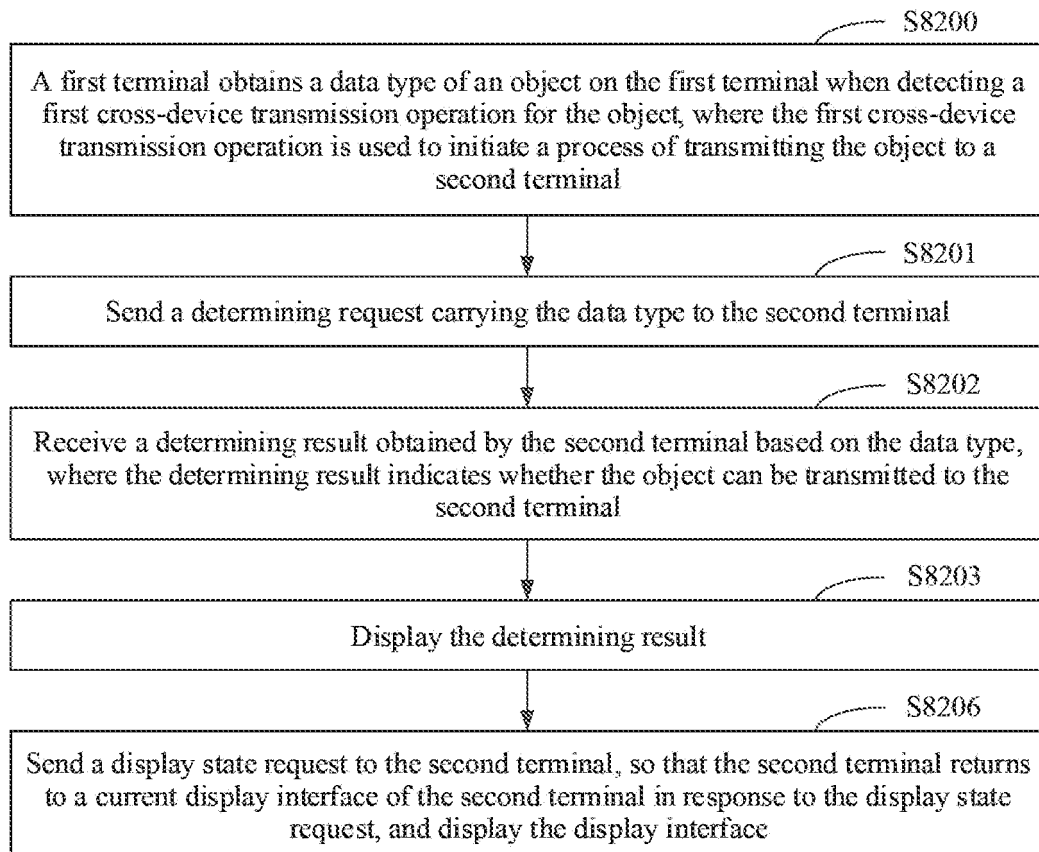 S8200
A first terminal obtains a data type of an object on the first terminal when detecting a
first cross-device transmission operation for the object, where the first cross-device
transmission operation is used to initiate a process of transmitting the object to a
second terminal
S8201
Send a determining request carrying the data type to the second terminal
S8202
Receive a determining result obtained by the second terminal based on the data type,
where the determining result indicates whether the object can be transmitted to the
second terminal
S8203
Display the determining result
S8206
Send a display state request to the second terminal, so that the second terminal returns
to a current display interface of the second terminal in response to the display state
request, and display the display interface